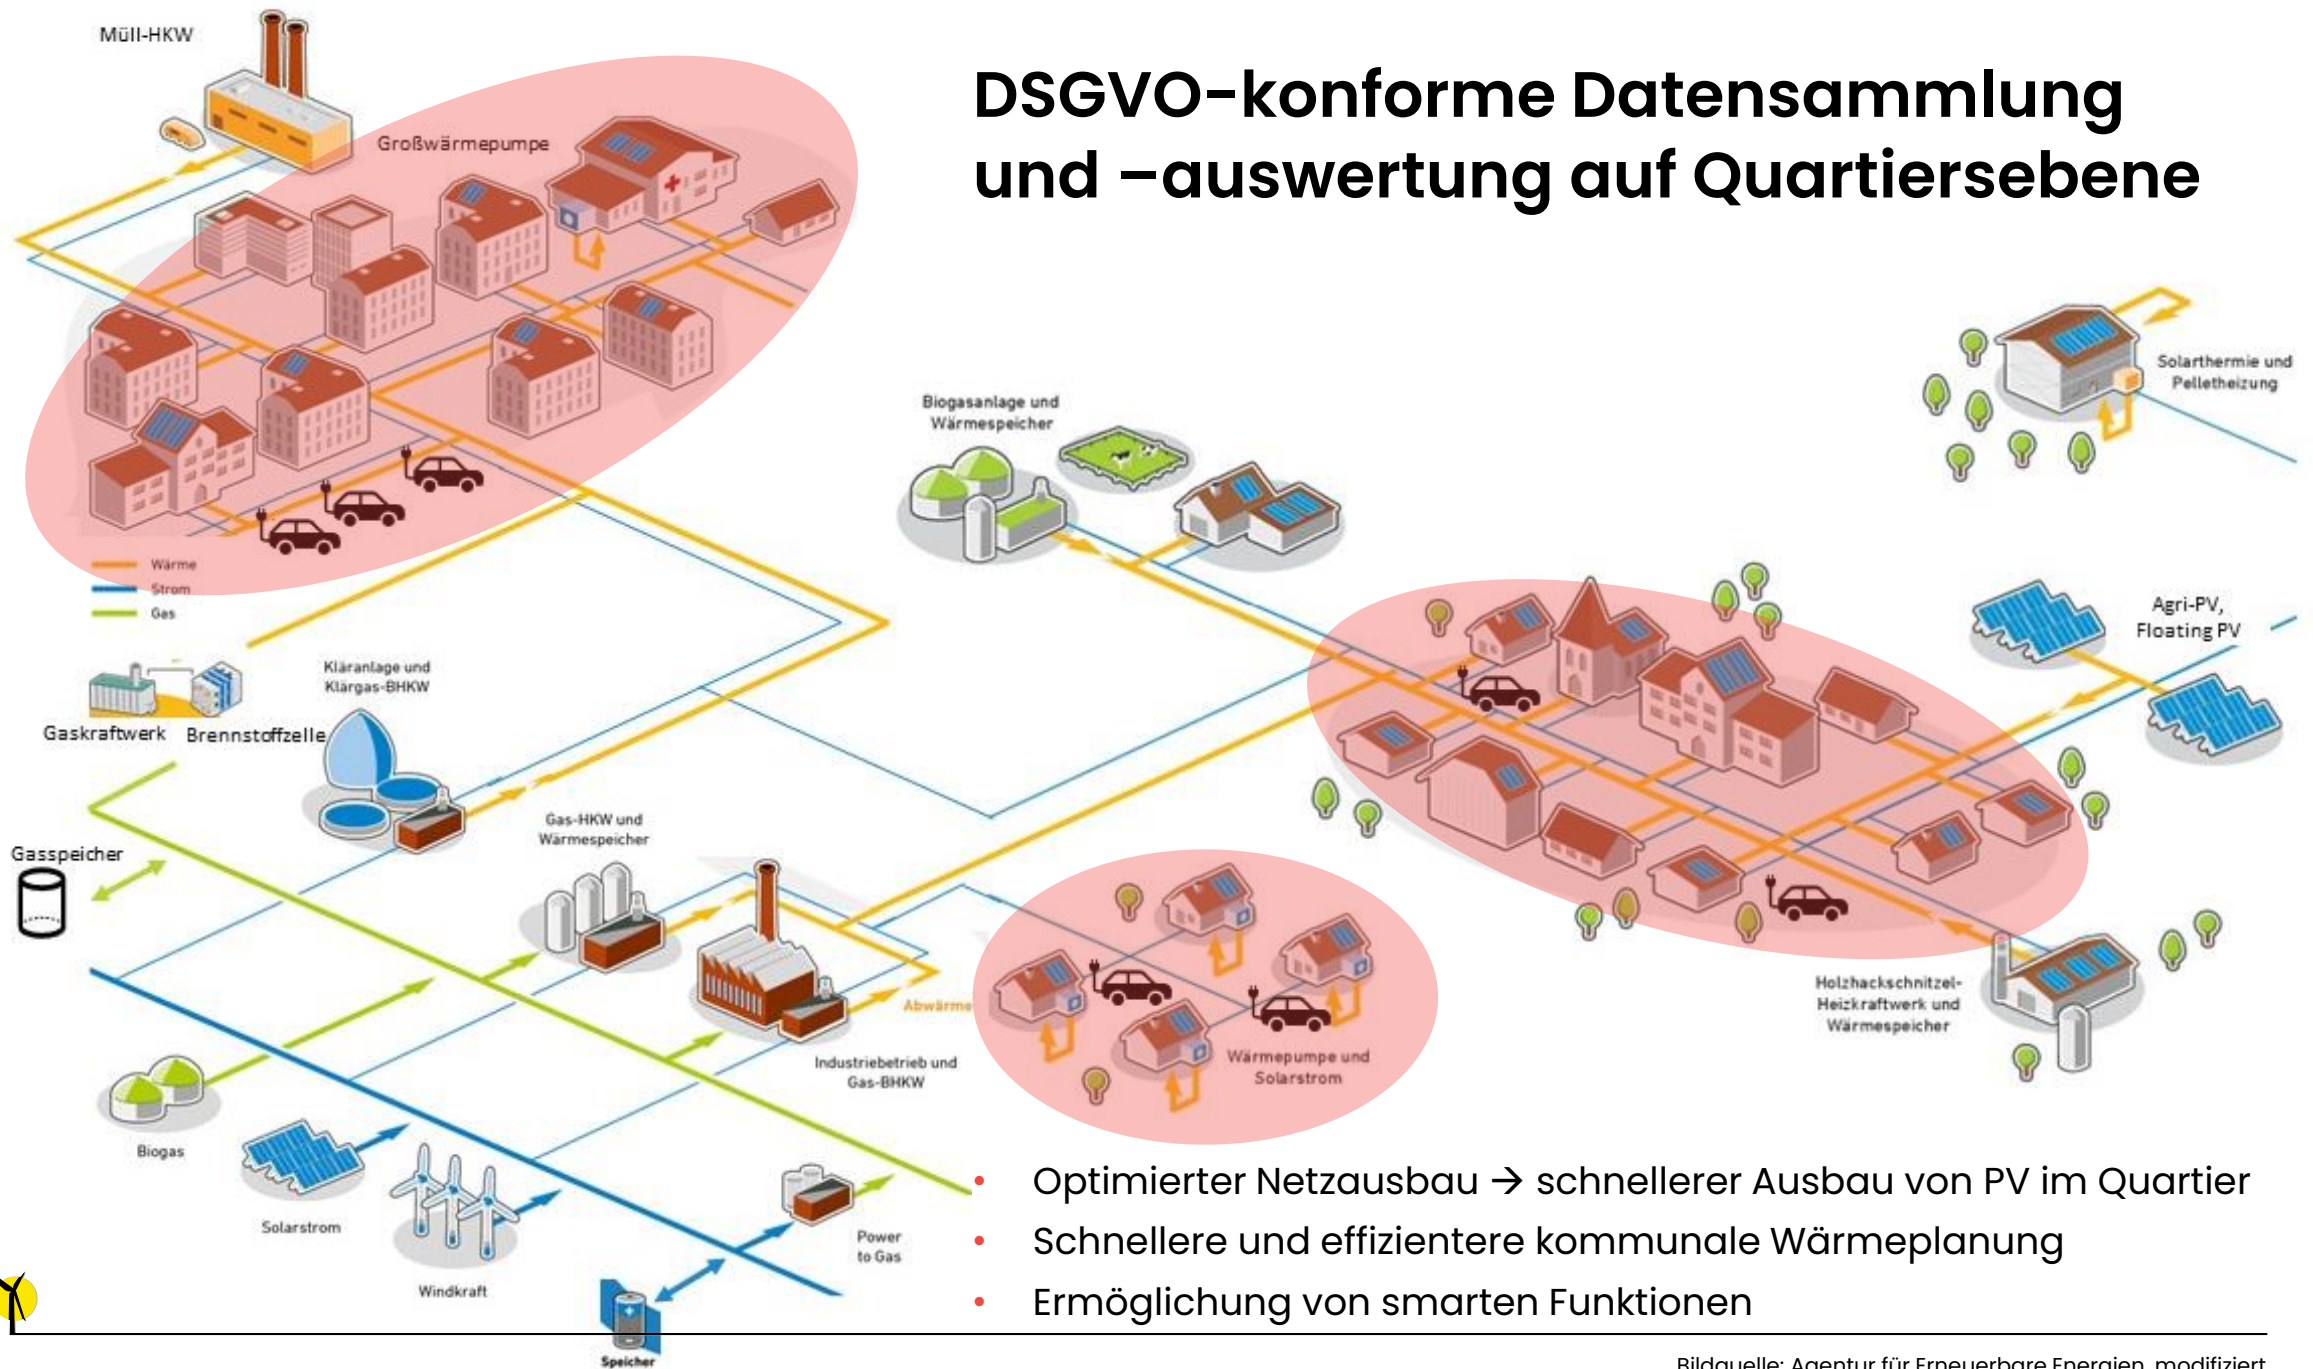 DSGVO-konforme Datensammlung
und –auswertung auf Quartiersebene
Müll-HKW
Großwärmepumpe
Solarthermie und
Pelletheizung
Biogasanlage und
Wärmespeicher
Wärme
Strom
Gas
Agri-PV,
Floating PV
Kläranlage und
Klärgas-BHKW
Gaskraftwerk
Brennstoffzelle
Gas-HKW und
Wärmespeicher
Gasspeicher
Abwärme
Holzhackschnitzel-
Heizkraftwerk und
Wärmespeicher
Industriebetrieb und
Gas-BHKW
Wärmepumpe und
Solarstrom
Biogas
Solarstrom
Windkraft
Power
to Gas
Speicher
• Optimierter Netzausbau → schnellerer Ausbau von PV im Quartier
• Schnellere und effizientere kommunale Wärmeplanung
• Ermöglichung von smarten Funktionen
Bildquelle: Agentur für Erneuerbare Energien, modifiziert